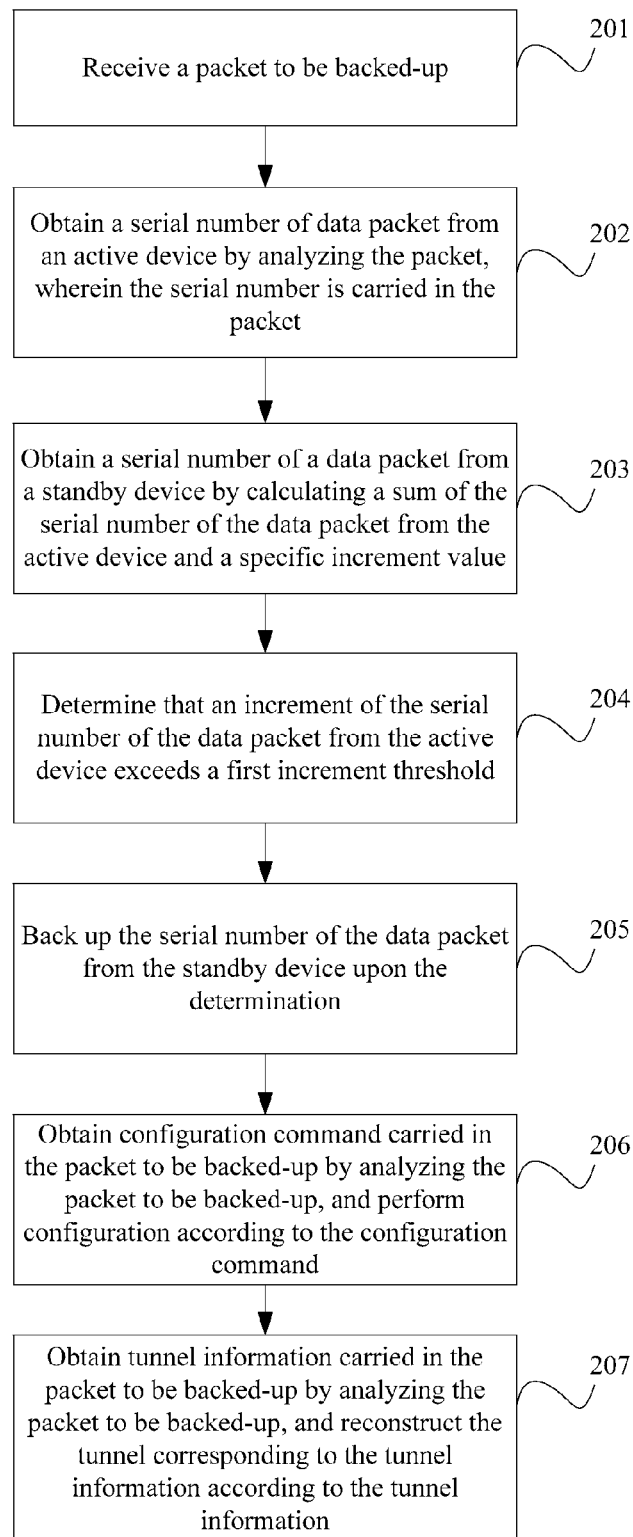 Receive a packet to be backed-up
201
Obtain a serial number of data packet from
an active device by analyzing the packet,
wherein the serial number is carried in the
packet
202
Obtain a serial number of a data packet from
a standby device by calculating a sum of the
serial number of the data packet from the
active device and a specific increment value
203
Determine that an increment of the serial
number of the data packet from the active
device exceeds a first increment threshold
204
Back up the serial number of the data packet
from the standby device upon the
determination
205
Obtain configuration command carried in
the packet to be backed-up by analyzing the
packet to be backed-up, and perform
configuration according to the configuration
command
206
Obtain tunnel information carried in the
packet to be backed-up by analyzing the
packet to be backed-up, and reconstruct the
tunnel corresponding to the tunnel
information according to the tunnel
information
207